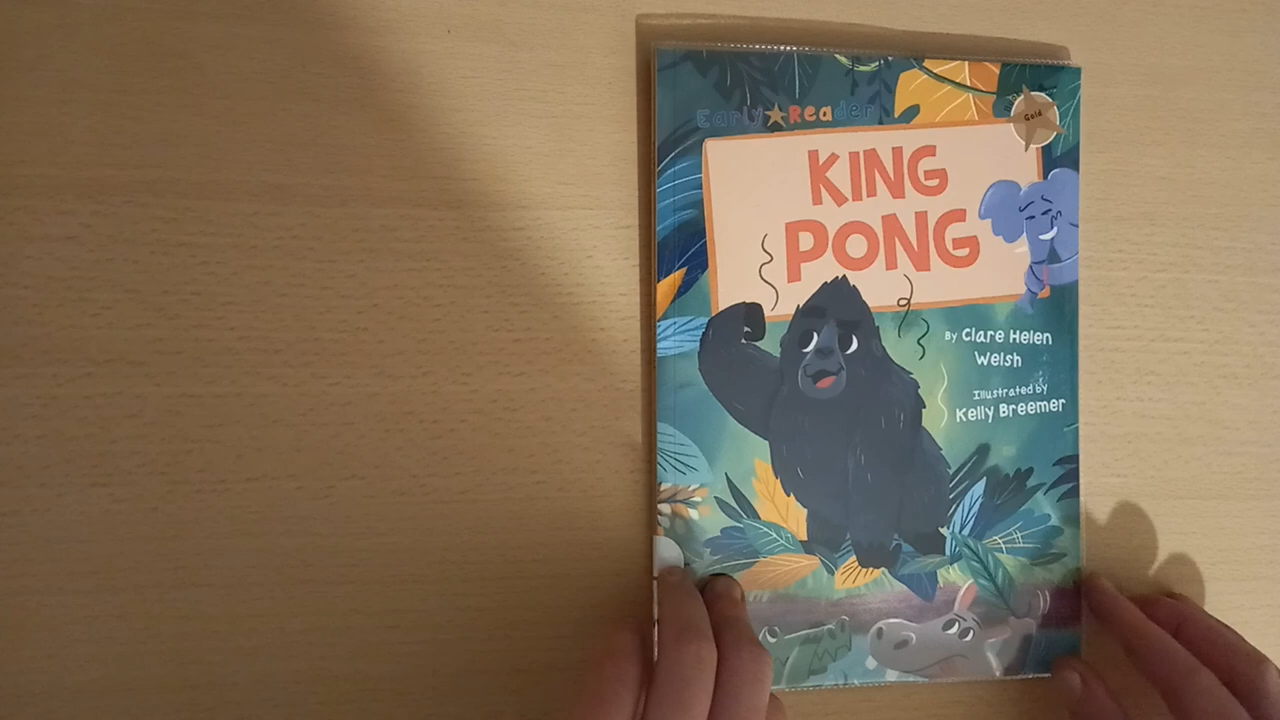 Early Reader
Gold
KING
PONG
By Clare Helen
Welsh
Illustrated by
Kelly Breemer